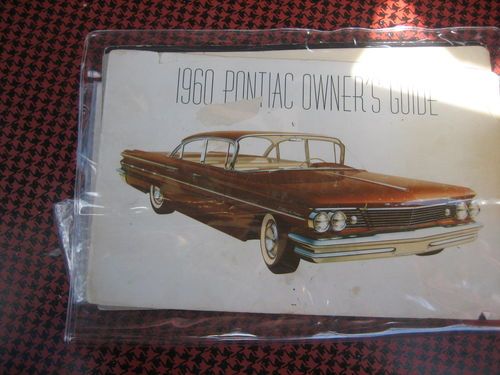 1960 PONTIAC OWNER'S GUIDE